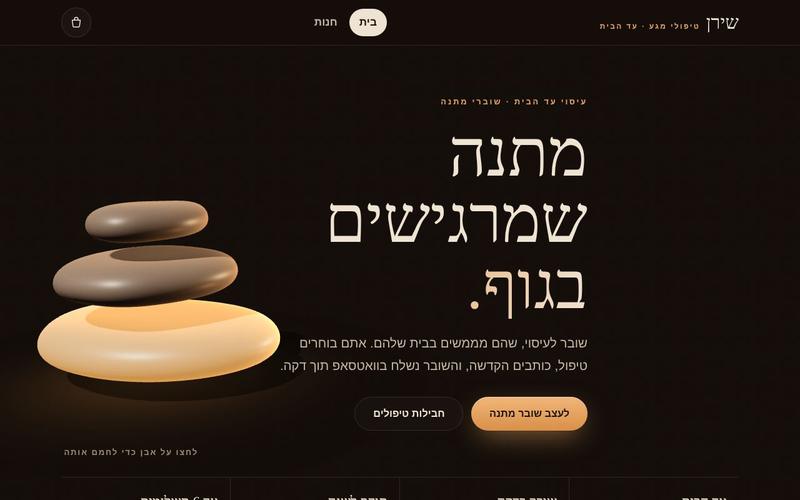 שירן טיפולי מגע · עד הבית
בית
חנות
עיסוי עד הבית · שוברי מתנה
מתנה
שמרגישים
בגוף.
שובר לעיסוי, שהם מממשים בבית שלהם. אתם בוחרים
טיפול, כותבים הקדשה, והשובר נשלח בוואטסאפ תוך דקה.
לעצב שובר מתנה
חבילות טיפולים
לחצו על אבן כדי לחמם אותה